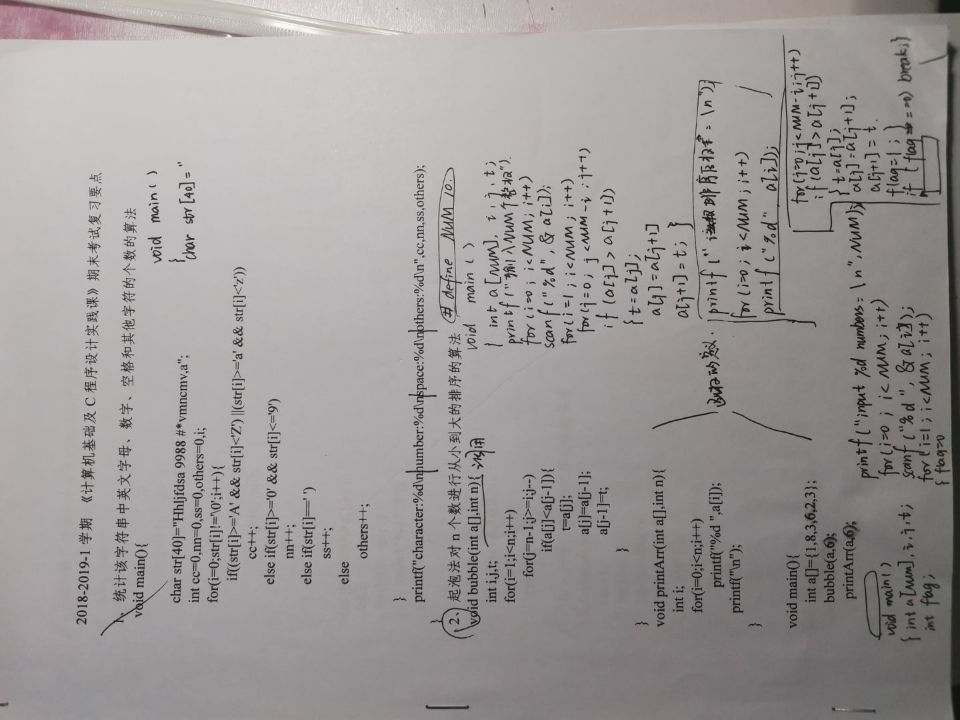 2018-2019-1 学期 《计算机基础及 C 程序设计实践课》期末考试复习要点
1、统计该字符串中英文字母、数字、空格和其他字符的个数的算法
void main(){
char str[40]="Hhljfdsa 9988 #*vmncmv,a";
int cc=0,nn=0,ss=0,others=0,i;
for(i=0;str[i]!='\0';i++){
if((str[i]>='A' && str[i]<'Z') ||(str[i]>='a' && str[i]<'z'))
cc++;
else if(str[i]>='0' && str[i]<='9')
nn++;
else if(str[i]==' ')
ss++;
else
others++;
}
printf("character:%d\nnumber:%d\nspace:%d\nothers:%d\n",cc,nn,ss,others);
}
void main()
{
char str[40]="
2、起泡法对 n 个数进行从小到大的排序的算法
void bubble(int a[],int n){ 调用
int i,j,t;
for(i=1;i<n;i++)
for(j=n-1;j>=i;j--)
if(a[j]<a[j-1]){
t=a[j];
a[j]=a[j-1];
a[j-1]=t;
}
}
void printArr(int a[],int n){
int i;
for(i=0;i<n;i++)
printf("%d ",a[i]);
printf("\n");
}
void main(){
int a[]={1,8,3,6,2,3};
bubble(a,6);
printArr(a,6);
# define NUM 10.
void main()
{ int a[NUM], i, j, t;
printf("输入NUM个整数").
for(i=0; i<NUM; i++)
scanf("%d", &a[i]);
for(i=1; i<NUM; i++)
for(j=0; j<NUM-i; j++)
if(a[j]>a[j+1])
{ t=a[j];
a[j]=a[j+1]
a[j+1]=t; }
printf("排序后 = \n");
for(i=0; i<NUM; i++)
printf("%d" a[i]);
}
void main()
{ int a[NUM], i, j, t;
int flag;
printf("input %d numbers = \n", NUM);
for(i=0; i<NUM; i++)
scanf("%d", &a[i]);
for(i=1; i<NUM; i++)
{ flag=0
for(j=0; j<NUM-i; j++)
if(a[j]>a[j+1])
{ t=a[j];
a[j]=a[j+1];
a[j+1]=t.
flag=1; }
if(flag==0) break;}